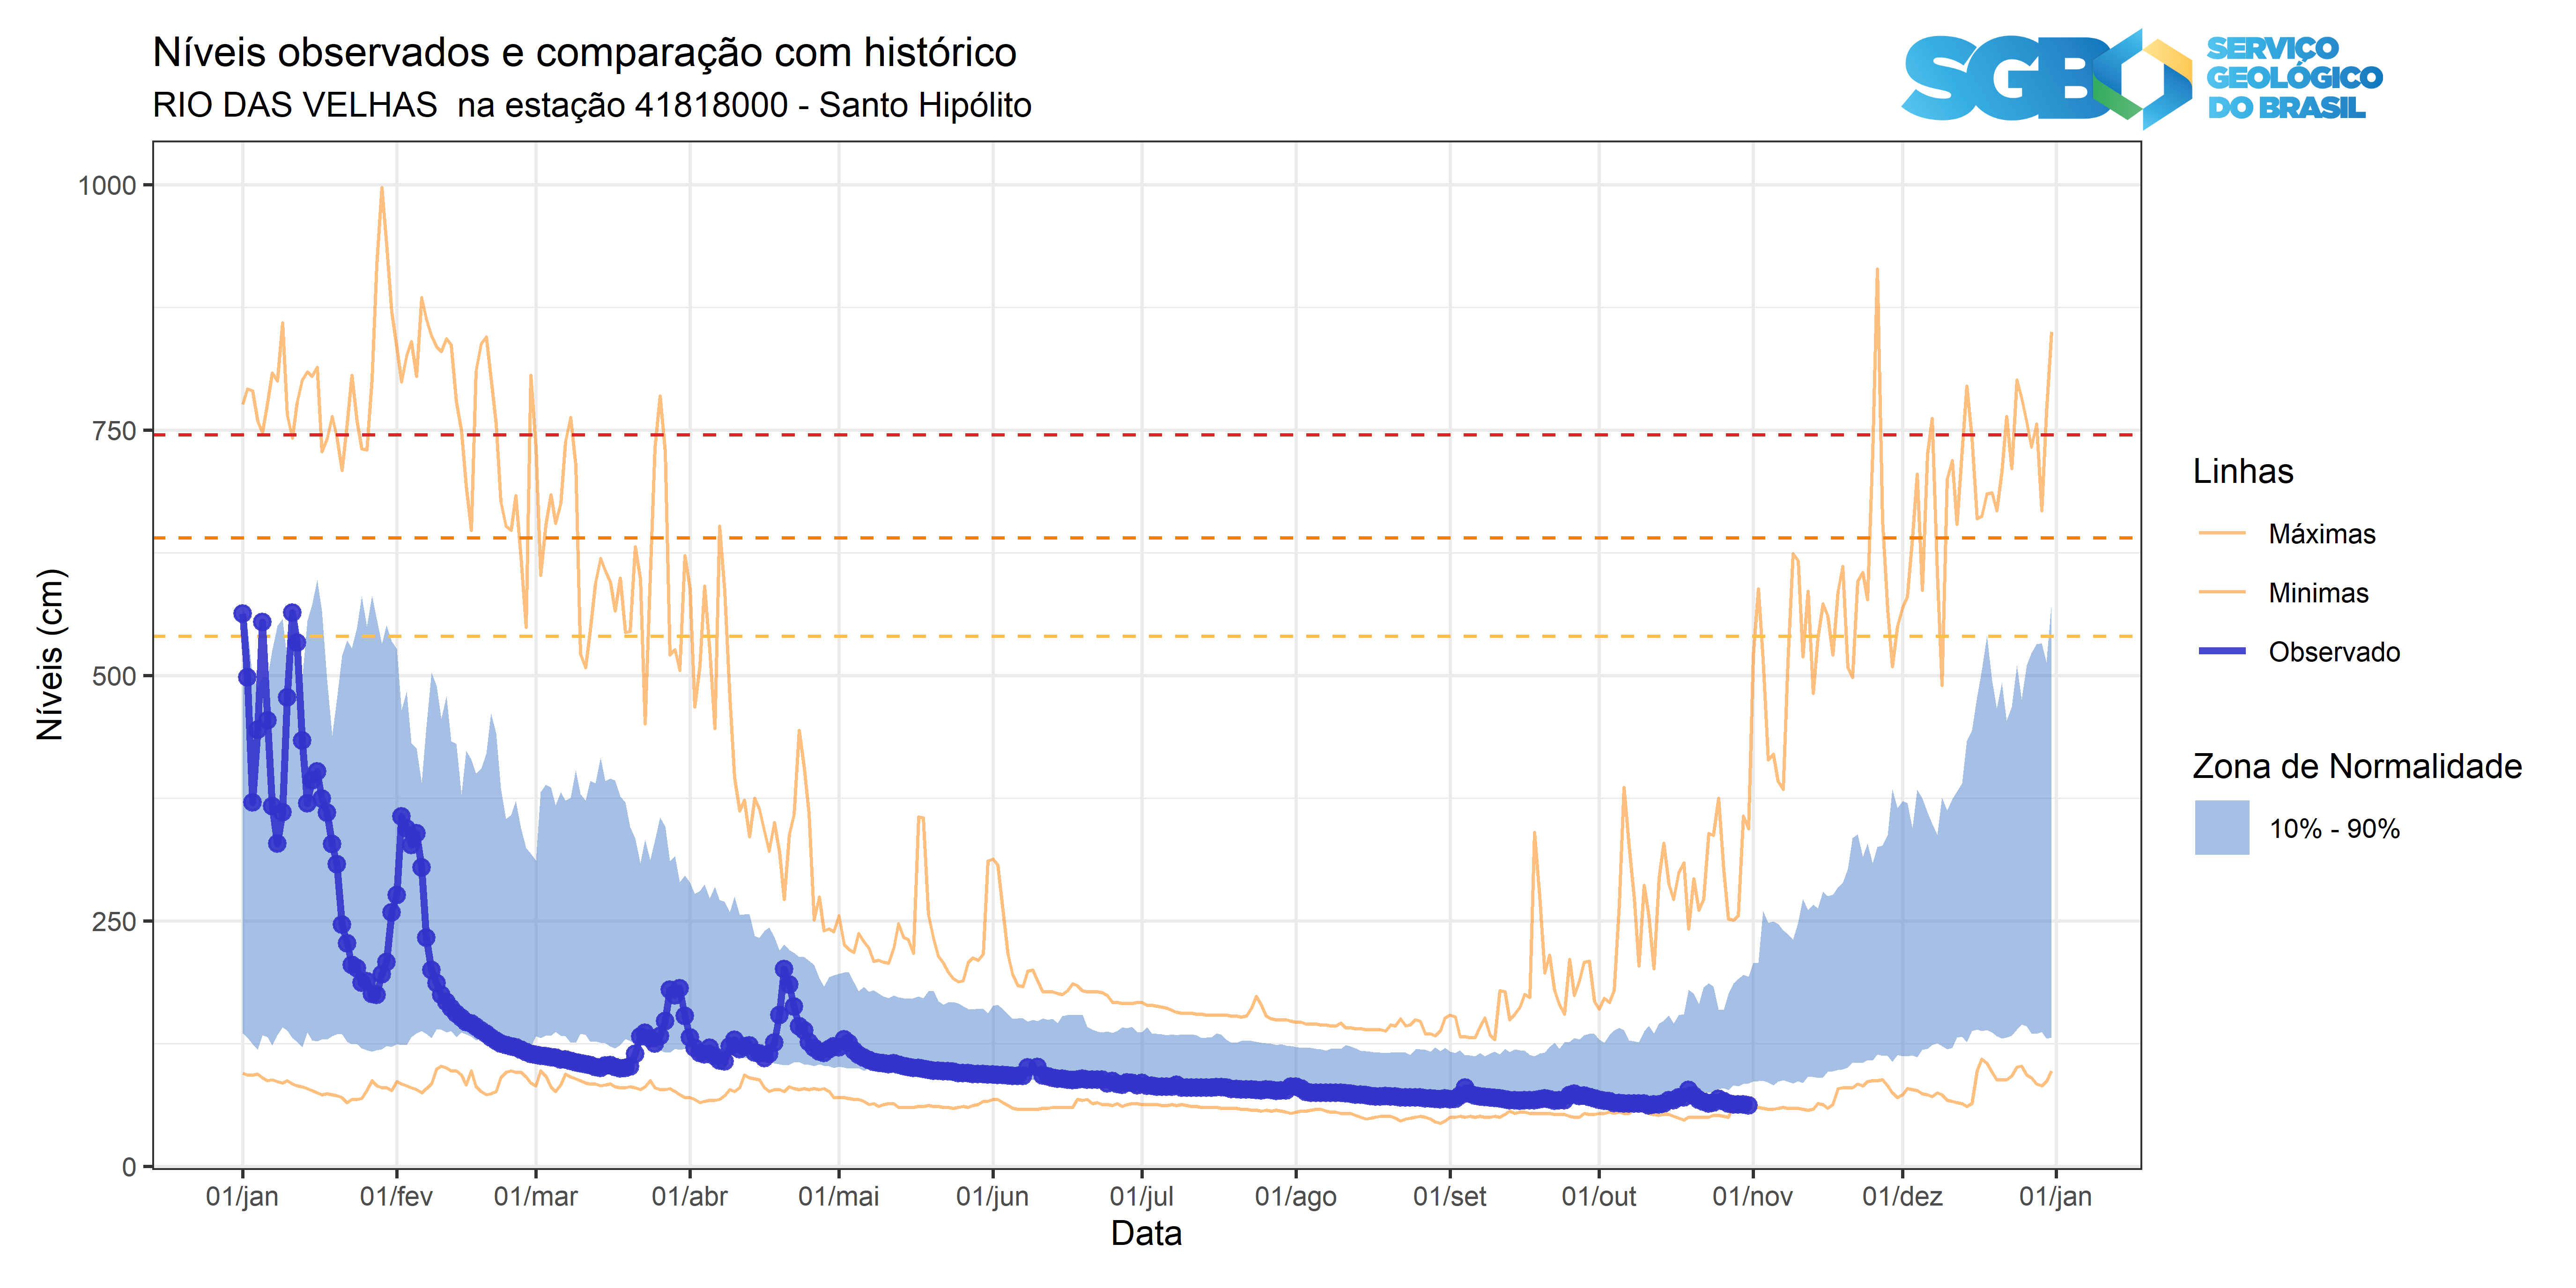 Níveis observados e comparação com histórico
RIO DAS VELHAS  na estação 41818000 - Santo Hipólito
SGB
SERVIÇO
GEOLÓGICO
DO BRASIL
Níveis (cm)
1000
750
500
250
0
01/jan
01/fev
01/mar
01/abr
01/mai
01/jun
01/jul
01/ago
01/set
01/out
01/nov
01/dez
01/jan
Data
Linhas
Máximas
Minimas
Observado
Zona de Normalidade
10% - 90%